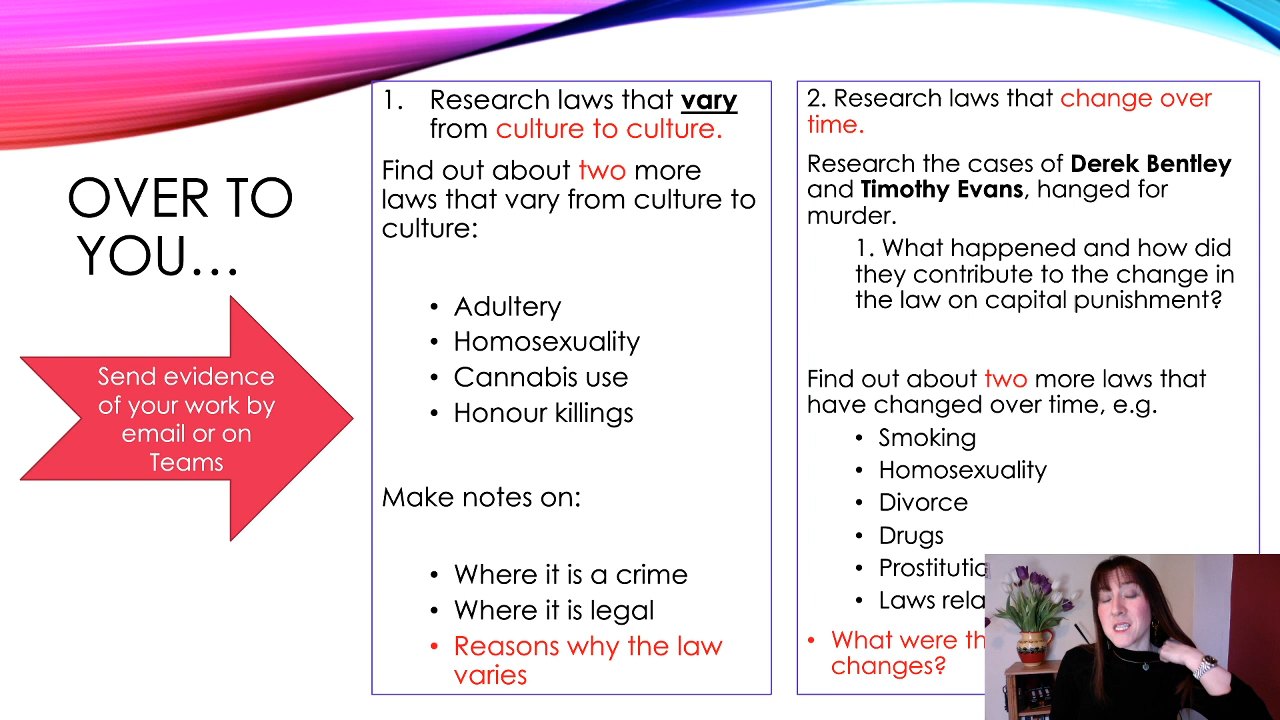 OVER TO
YOU…
Send evidence
of your work by
email or on
Teams
1. Research laws that vary
from culture to culture.
Find out about two more
laws that vary from culture to
culture:
• Adultery
• Homosexuality
• Cannabis use
• Honour killings
Make notes on:
• Where it is a crime
• Where it is legal
• Reasons why the law
varies
2. Research laws that change over
time.
Research the cases of Derek Bentley
and Timothy Evans, hanged for
murder.
1. What happened and how did
they contribute to the change in
the law on capital punishment?
Find out about two more laws that
have changed over time, e.g.
• Smoking
• Homosexuality
• Divorce
• Drugs
•
• Laws
• What were
changes?